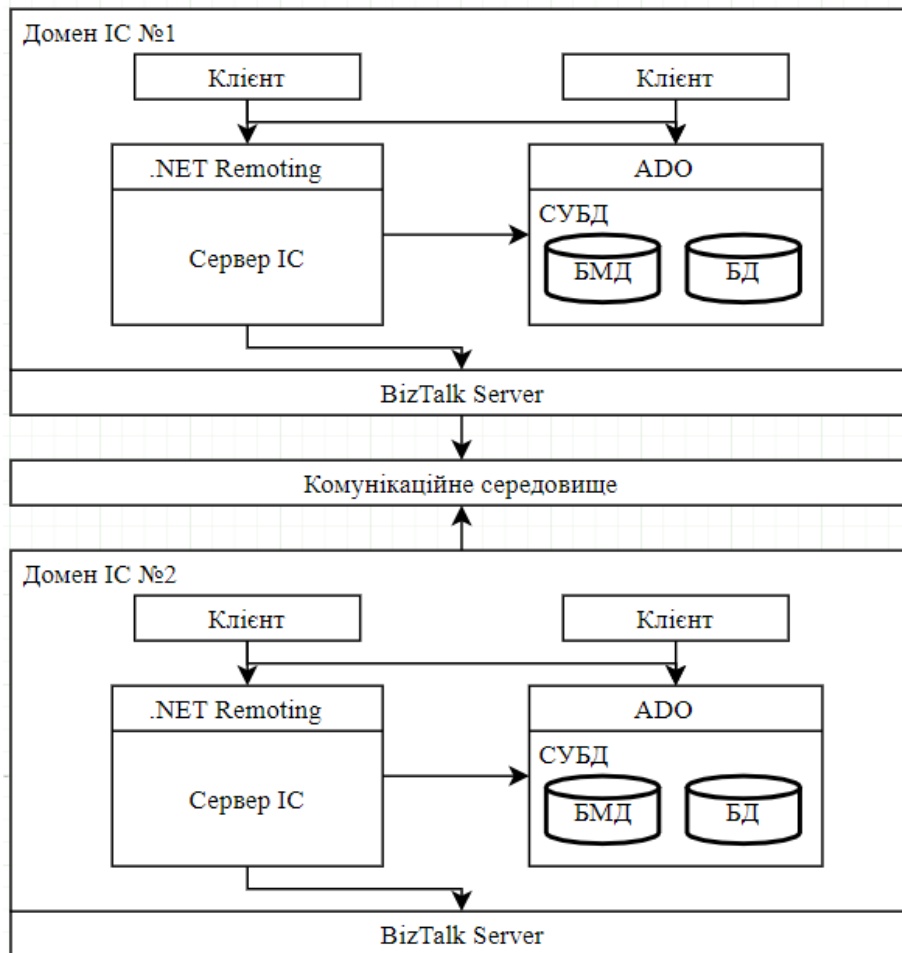 Домен ІС №1
Клієнт
Клієнт
.NET Remoting
ADO
Сервер ІС
СУБД
БМД
БД
BizTalk Server
Комунікаційне середовище
Домен ІС №2
Клієнт
Клієнт
.NET Remoting
ADO
Сервер ІС
СУБД
БМД
БД
BizTalk Server